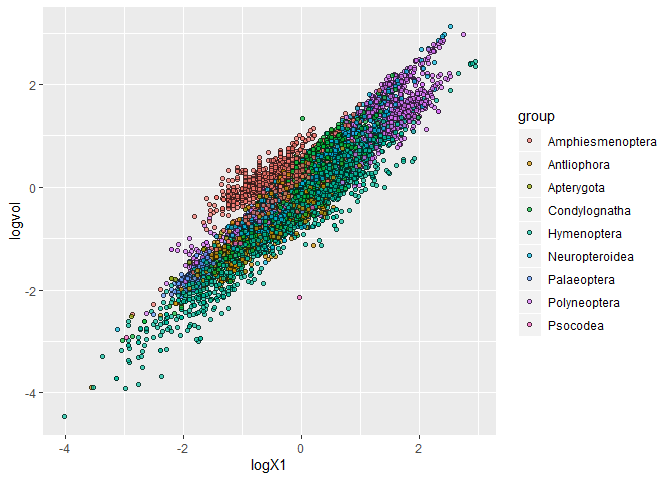 logvol
2
0
-2
-4
-4
-2
0
2
logX1
group
Amphiesmenoptera
Antliophora
Apterygota
Condylognatha
Hymenoptera
Neuropteroidea
Palaeoptera
Polyneoptera
Psocodea